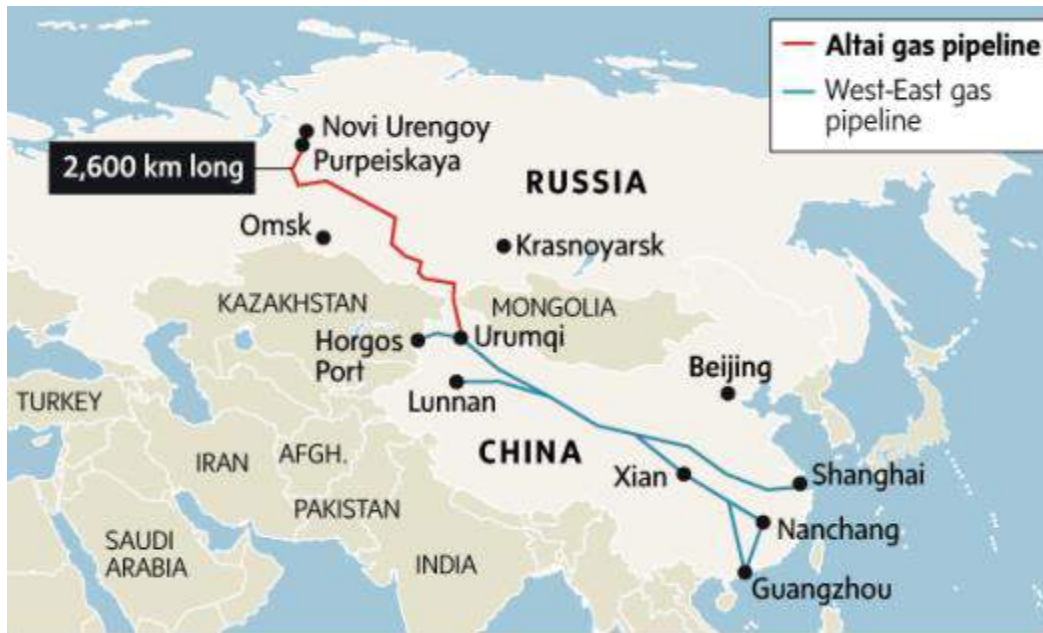 Altai gas pipeline
West-East gas
pipeline
Novi Urengoy
Purpeiskaya
2,600 km long
RUSSIA
Omsk
Krasnoyarsk
KAZAKHSTAN
MONGOLIA
Horgos
Port
Urumqi
Beijing
Lunnan
TURKEY
CHINA
IRAN
AFGH.
Xian
Shanghai
PAKISTAN
Nanchang
SAUDI
ARABIA
INDIA
Guangzhou